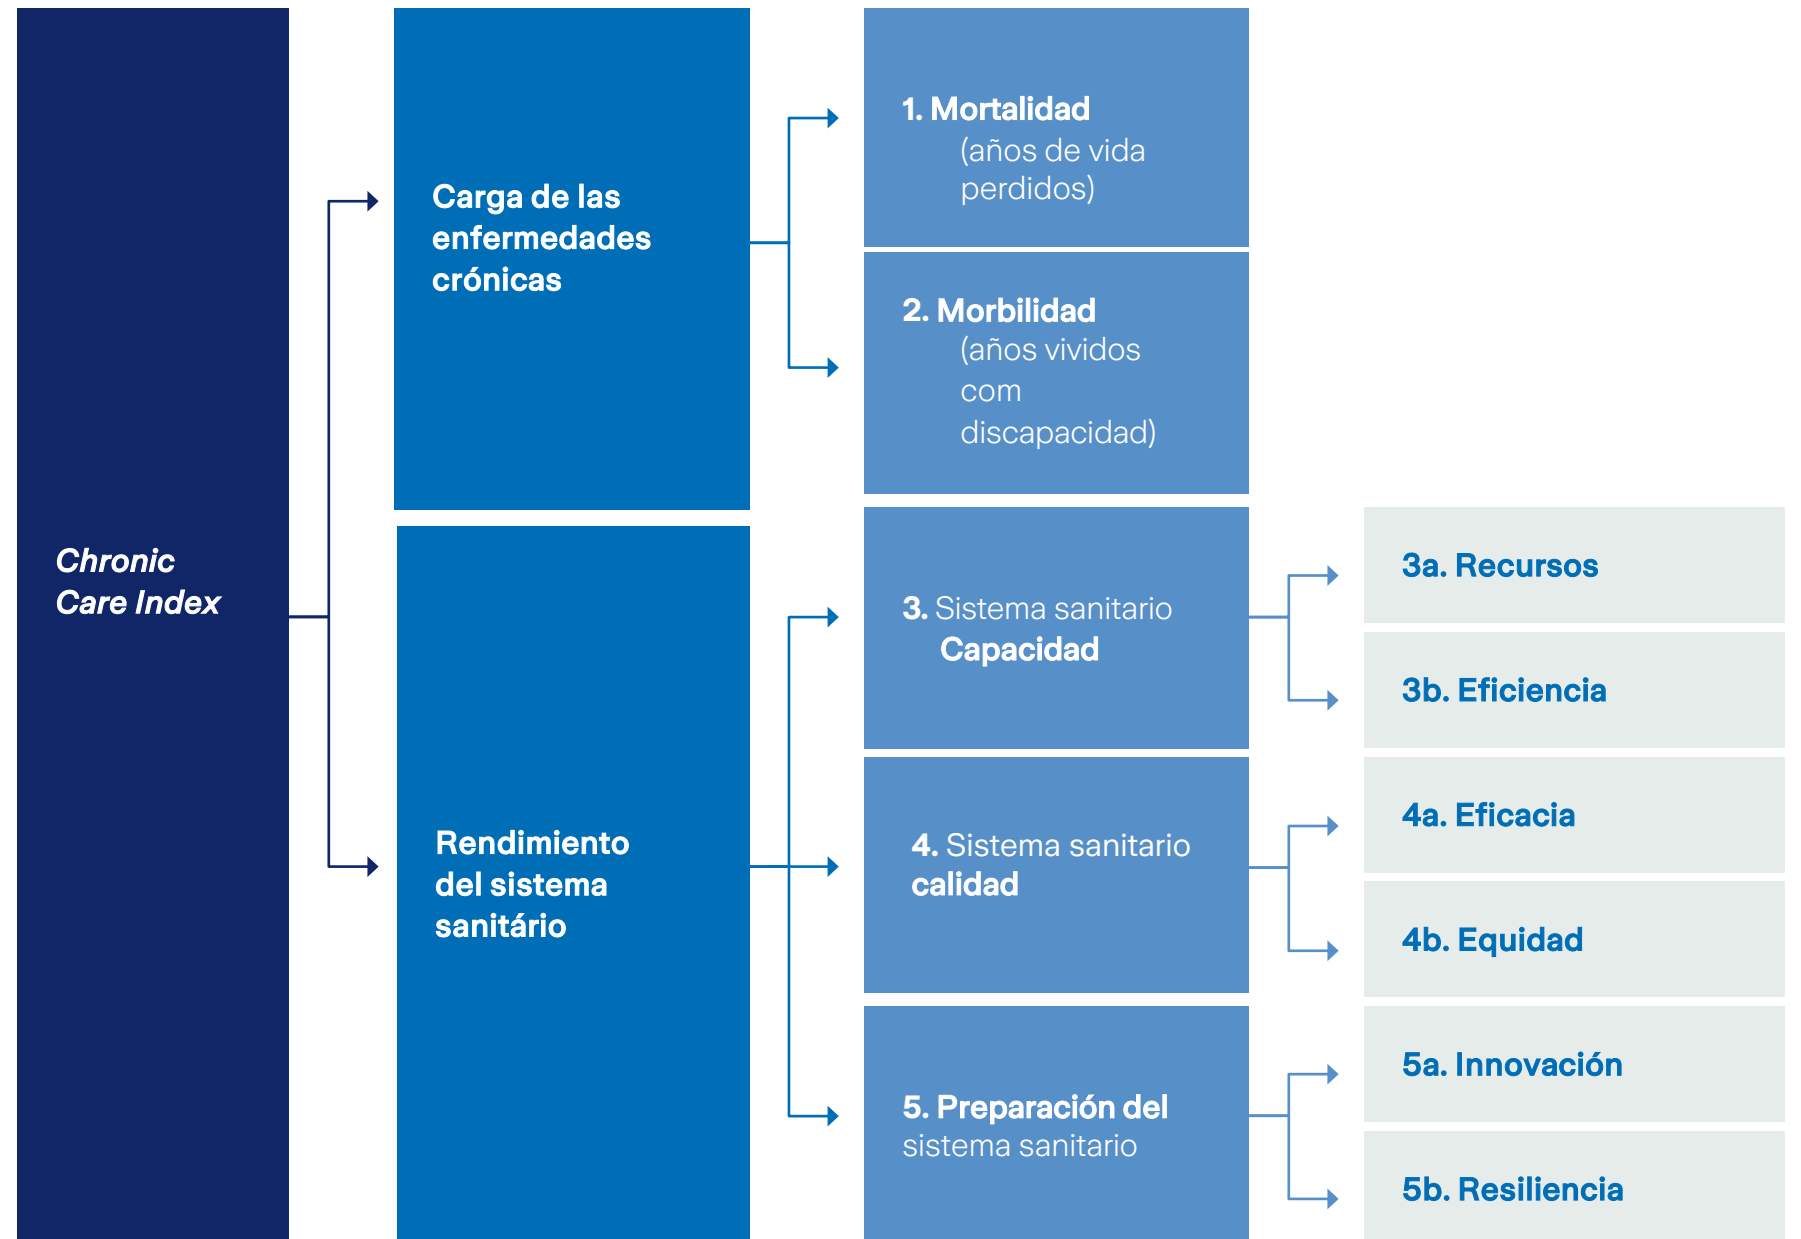 Chronic
Care Index
Carga de las
enfermedades
crónicas
Rendimiento
del sistema
sanitário
1. Mortalidad
(años de vida
perdidos)
2. Morbilidad
(años vividos
com
discapacidad)
3. Sistema sanitario
Capacidad
4. Sistema sanitario
calidad
5. Preparación del
sistema sanitario
3a. Recursos
3b. Eficiencia
4a. Eficacia
4b. Equidad
5a. Innovación
5b. Resiliencia